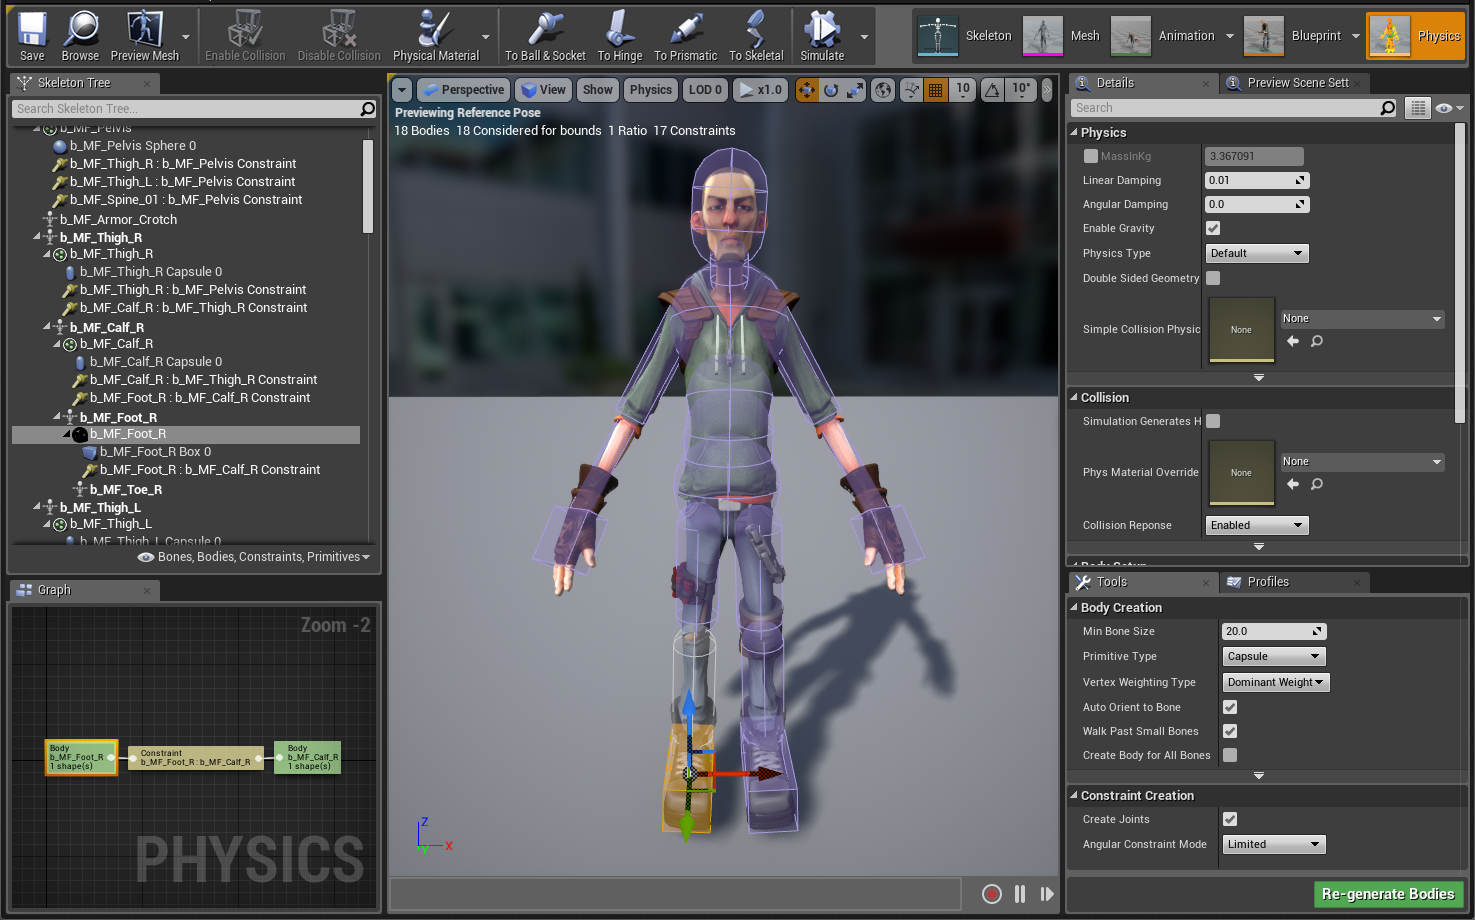 Save
Browse
Preview Mesh
Enable Collision
Disable Collision
Physical Material
To Ball & Socket
To Hinge
To Prismatic
To Skeletal
Simulate
Skeleton
Mesh
Animation
Blueprint
Physics
Skeleton Tree
Search Skeleton Tree...
b_MF_Pelvis
b_MF_Pelvis Sphere 0
b_MF_Thigh_R : b_MF_Pelvis Constraint
b_MF_Thigh_L : b_MF_Pelvis Constraint
b_MF_Spine_01 : b_MF_Pelvis Constraint
b_MF_Armor_Crotch
b_MF_Thigh_R
b_MF_Thigh_R
b_MF_Thigh_R Capsule 0
b_MF_Thigh_R : b_MF_Pelvis Constraint
b_MF_Calf_R : b_MF_Thigh_R Constraint
b_MF_Calf_R
b_MF_Calf_R
b_MF_Calf_R Capsule 0
b_MF_Calf_R : b_MF_Thigh_R Constraint
b_MF_Foot_R : b_MF_Calf_R Constraint
b_MF_Foot_R
b_MF_Foot_R
b_MF_Foot_R Box 0
b_MF_Foot_R : b_MF_Calf_R Constraint
b_MF_Toe_R
b_MF_Thigh_L
b_MF_Thigh_L
b_MF_Thigh_L Capsule 0
Bones, Bodies, Constraints, Primitives
Graph
Zoom -2
Body
b_MF_Foot_R
1 shape(s)
Constraint
b_MF_Foot_R : b_MF_Calf_R
Body
b_MF_Calf_R
1 shape(s)
PHYSICS
Perspective
View
Show
Physics
LOD 0
x1.0
10
10°
Previewing Reference Pose
18 Bodies 18 Considered for bounds 1 Ratio 17 Constraints
Z
X
Y
Details
Preview Scene Sett
Search
Physics
MassInKg
3.367091
Linear Damping
0.01
Angular Damping
0.0
Enable Gravity
Physics Type
Default
Double Sided Geometry
Simple Collision Physic
None
None
Collision
Simulation Generates H
Phys Material Override
None
None
Collision Reponse
Enabled
Body Setup
Tools
Profiles
Body Creation
Min Bone Size
20.0
Primitive Type
Capsule
Vertex Weighting Type
Dominant Weight
Auto Orient to Bone
Walk Past Small Bones
Create Body for All Bones
Constraint Creation
Create Joints
Angular Constraint Mode
Limited
Re-generate Bodies